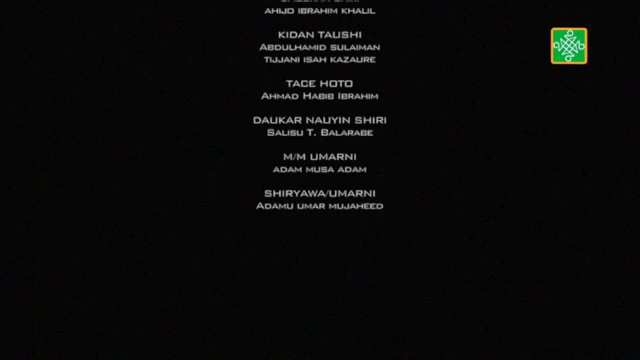 AHIJO IBRAHIM KHALIL
KIDAN TAUSHI
ABDULHAMID SULAIMAN
TIJJANI ISAH KAZAURE
TACE HOTO
AHMAD HABIB IBRAHIM
DAUKAR NAUYIN SHIRI
SALISU T. BALARABE
M/M UMARNI
ADAM MUSA ADAM
SHIRYAWA/UMARNI
ADAMU UMAR MUJAHEED